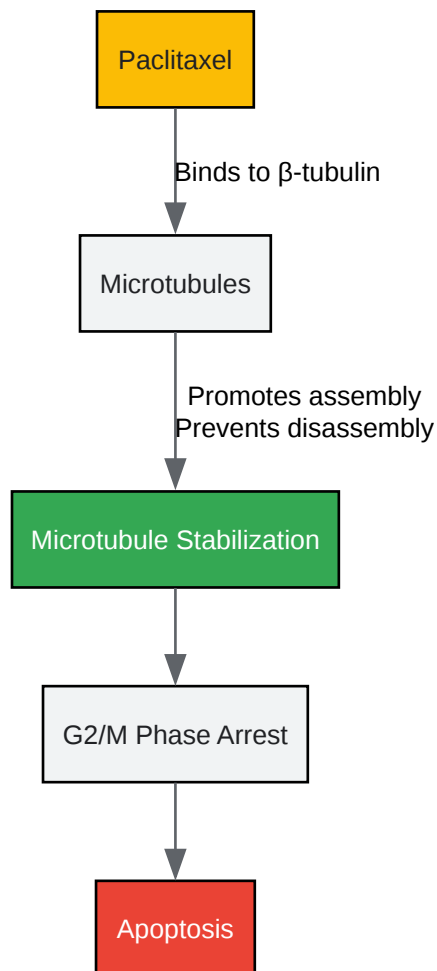 Paclitaxel
Binds to β-tubulin
Microtubules
Promotes assembly
Prevents disassembly
Microtubule Stabilization
G2/M Phase Arrest
Apoptosis